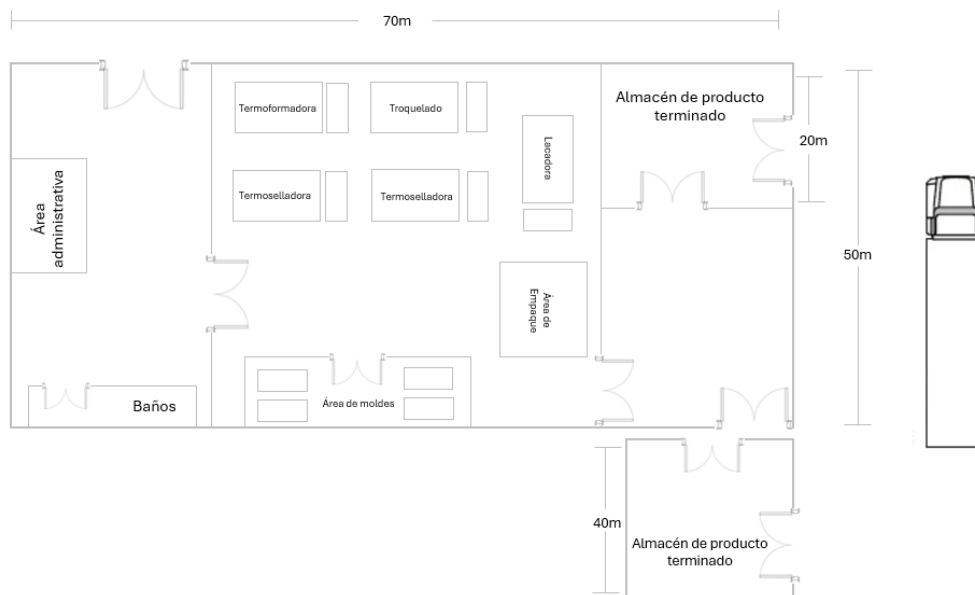 70m
Termoformadora
Troquelado
Almacén de producto
terminado
Lacadora
20m
Termoselladora
Termoselladora
Área
administrativa
50m
Área de
Empaque
Baños
Área de moldes
40m
Almacén de producto
terminado